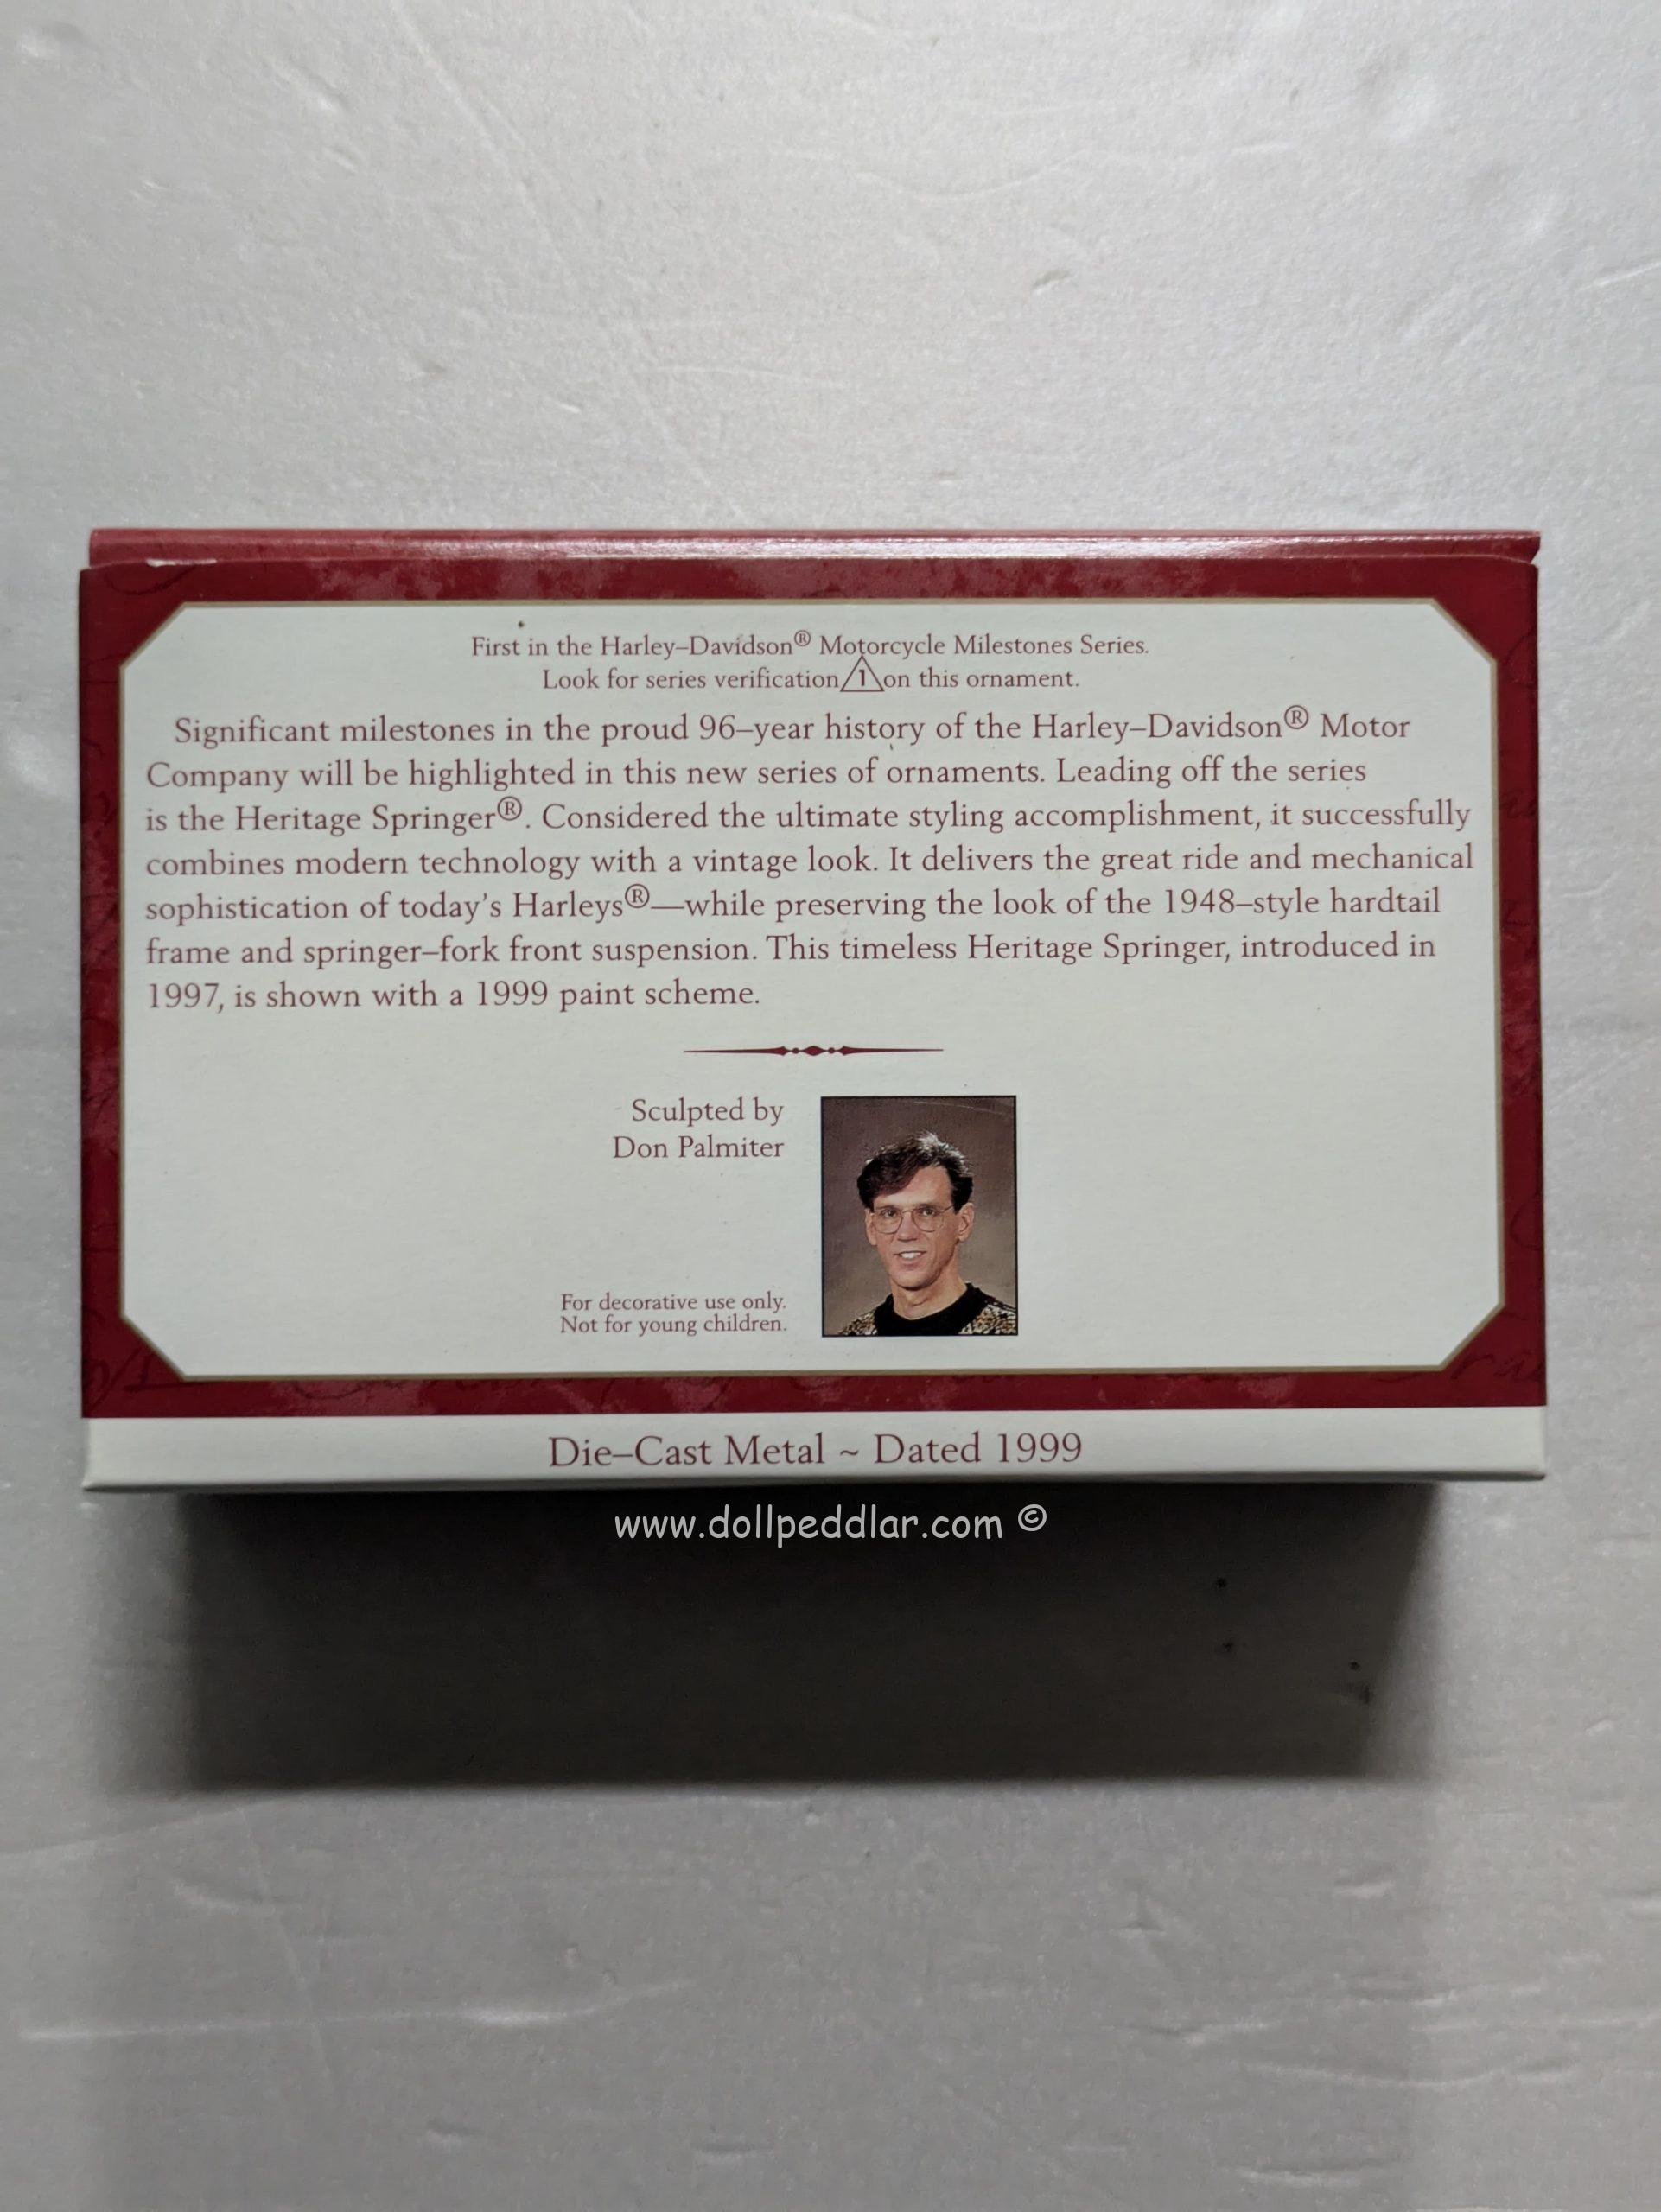 First in the Harley–Davidson® Motorcycle Milestones Series.
Look for series verification 1 on this ornament.
Significant milestones in the proud 96–year history of the Harley–Davidson® Motor
Company will be highlighted in this new series of ornaments. Leading off the series
is the Heritage Springer®. Considered the ultimate styling accomplishment, it successfully
combines modern technology with a vintage look. It delivers the great ride and mechanical
sophistication of today's Harleys®—while preserving the look of the 1948–style hardtail
frame and springer–fork front suspension. This timeless Heritage Springer, introduced in
1997, is shown with a 1999 paint scheme.
Sculpted by
Don Palmiter
For decorative use only.
Not for young children.
Die–Cast Metal ~ Dated 1999
www.dollpeddlar.com ©